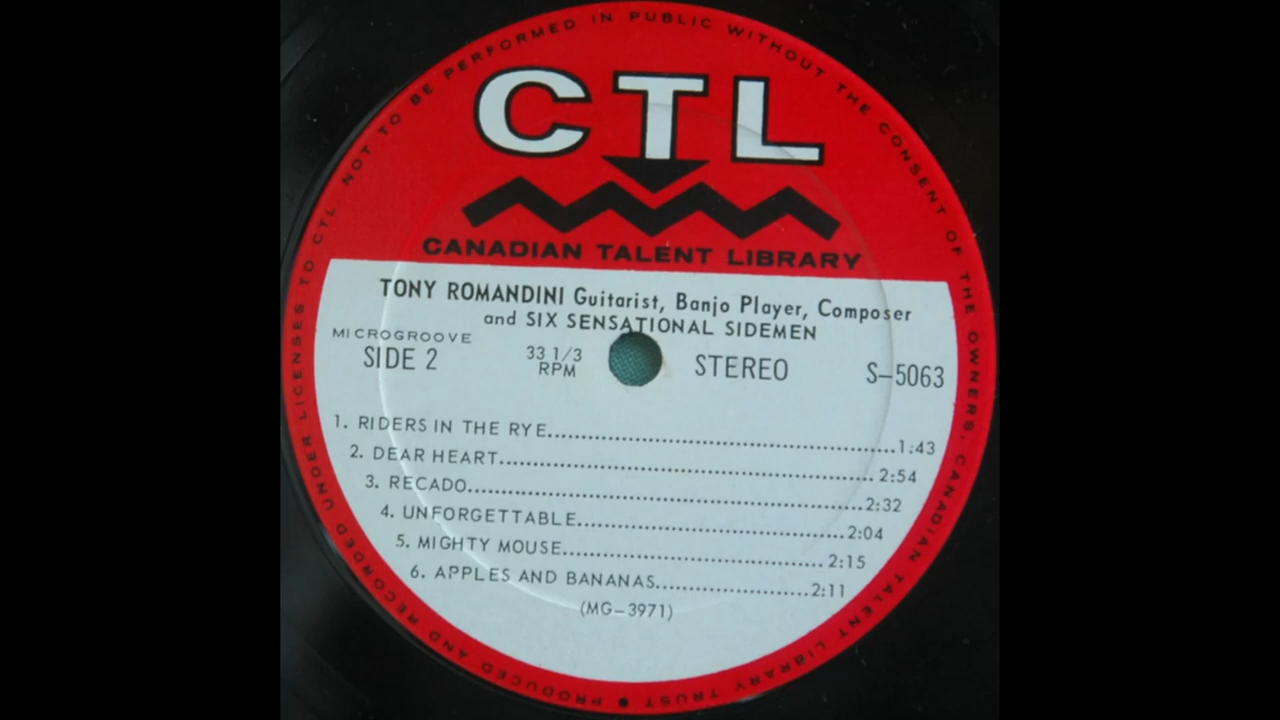 PRODUCED AND RECORDED UNDER LICENSES TO CTL. NOT TO BE PERFORMED IN PUBLIC WITHOUT THE CONSENT OF THE OWNERS, CANADIAN TALENT LIBRARY TRUST
CTL
CANADIAN TALENT LIBRARY
TONY ROMANDINI Guitarist, Banjo Player, Composer
and SIX SENSATIONAL SIDEMEN
MICROGROOVE
SIDE 2
33 1/3
RPM
STEREO
S-5063
1. RIDERS IN THE RYE..............................1:43
2. DEAR HEART..............................2:54
3. RECADO..............................2:32
4. UNFORGETTABLE..............................2:04
5. MIGHTY MOUSE..............................2:15
6. APPLES AND BANANAS..............................2:11
(MG-3971)